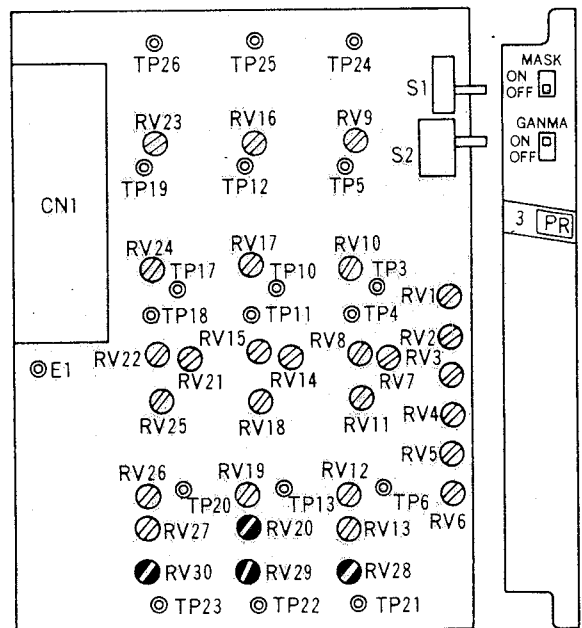 TP26 TP25 TP24
MASK
ON
OFF
S1
RV23 RV16 RV9
GANMA
ON
OFF
S2
TP19 TP12 TP5
CN1
3 PR
RV24 RV17 RV10
TP17 TP10 TP3
RV1
TP18 TP11 TP4
RV22 RV15 RV8 RV2
RV21 RV14 RV7 RV3
E1
RV25 RV18 RV11 RV4
RV5
RV26 RV19 RV12
TP20 TP13 TP6
RV6
RV27 RV20 RV13
RV30 RV29 RV28
TP23 TP22 TP21